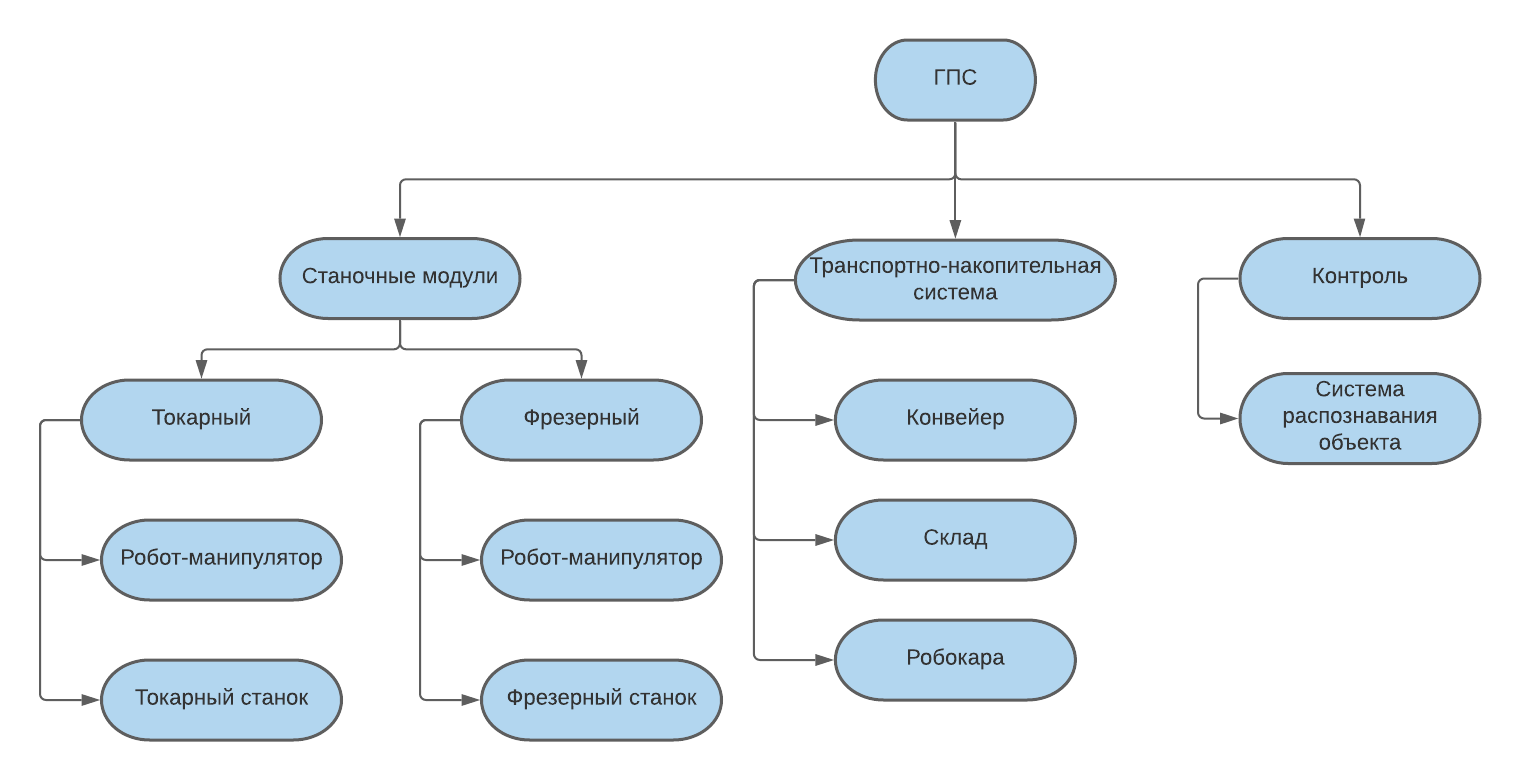 ГПС
Станочные модули
Транспортно-накопительная
система
Контроль
Токарный
Фрезерный
Конвейер
Система
распознавания
объекта
Робот-манипулятор
Робот-манипулятор
Склад
Робокара
Токарный станок
Фрезерный станок